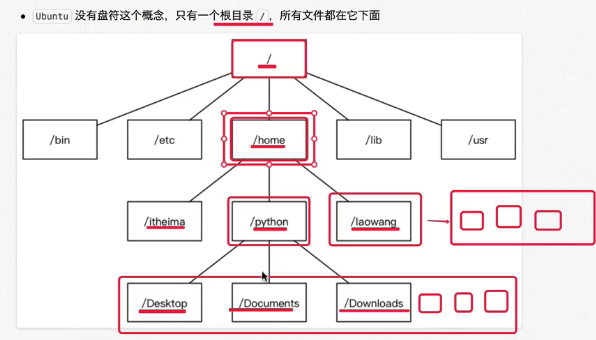 Ubuntu 没有盘符这个概念，只有一个根目录 /，所有文件都在它下面
/
/bin
/etc
/home
/lib
/usr
/itheima
/python
/laowang
/Desktop
/Documents
/Downloads